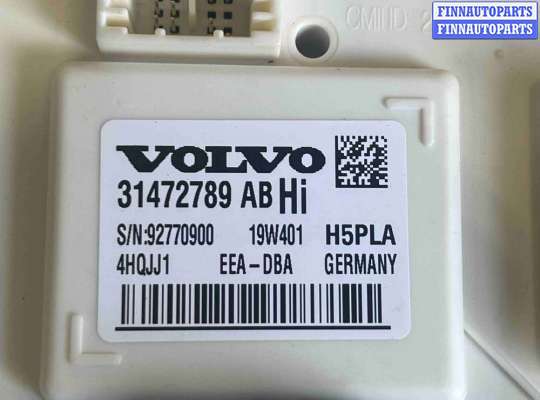 FINNAUTOPARTS
FINNAUTOPARTS
VOLVO
31472789 AB Hi
S/N:92770900 19W401 H5PLA
4HQJJ1 EEA-DBA GERMANY